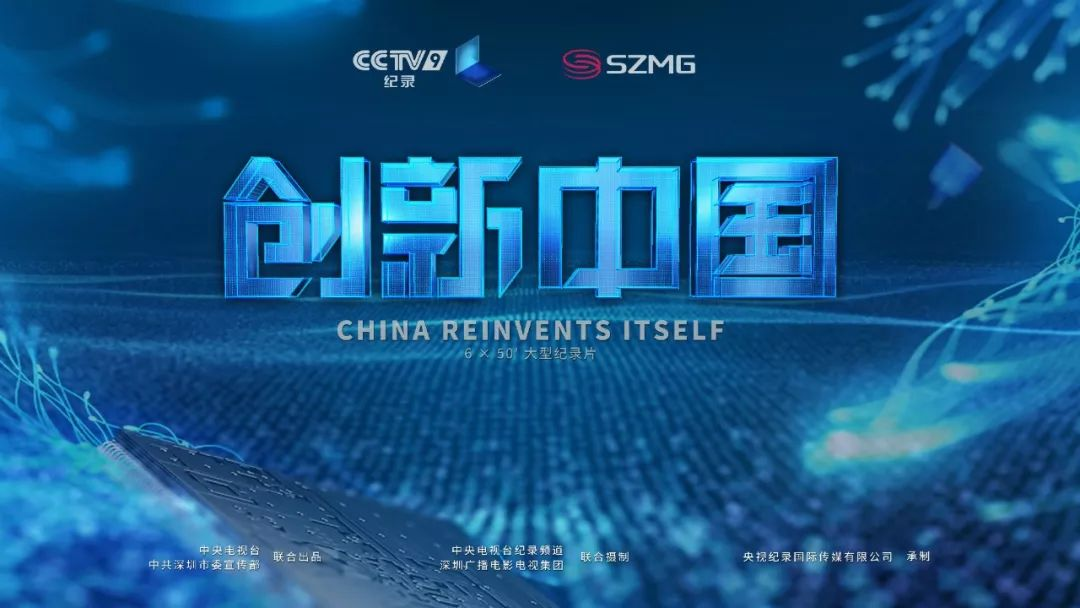 CCTV9
纪录
SZMG
创新中国
CHINA REINVENTS ITSELF
6 × 50' 大型纪录片
中央电视台
中共深圳市委宣传部
联合出品
中央电视台纪录频道
深圳广播电影电视集团
联合摄制
央视纪录国际传媒有限公司 承制